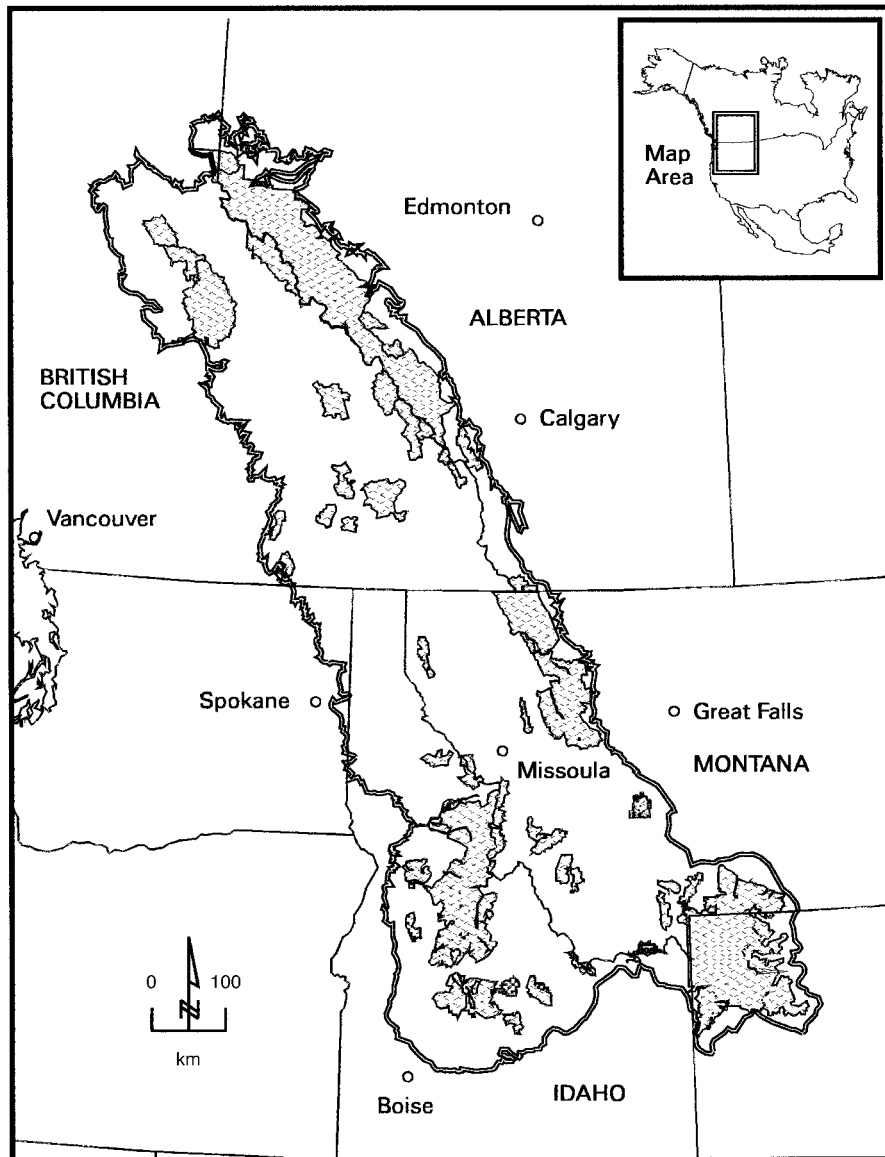 Map
Area
Edmonton
ALBERTA
BRITISH
COLUMBIA
Calgary
Vancouver
Spokane
Great Falls
Missoula
MONTANA
0 100
N
km
Boise
IDAHO